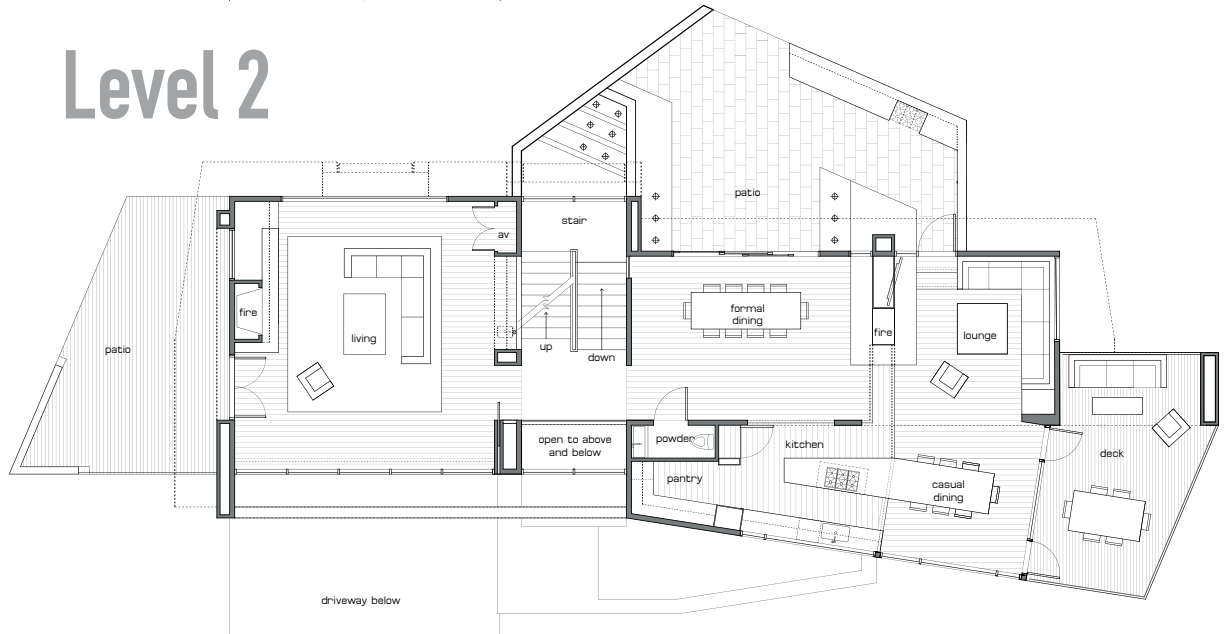 Level 2
patio
stair
av
fire
living
patio
up
down
formal
dining
fire
lounge
open to above
and below
powder
kitchen
pantry
casual
dining
deck
driveway below